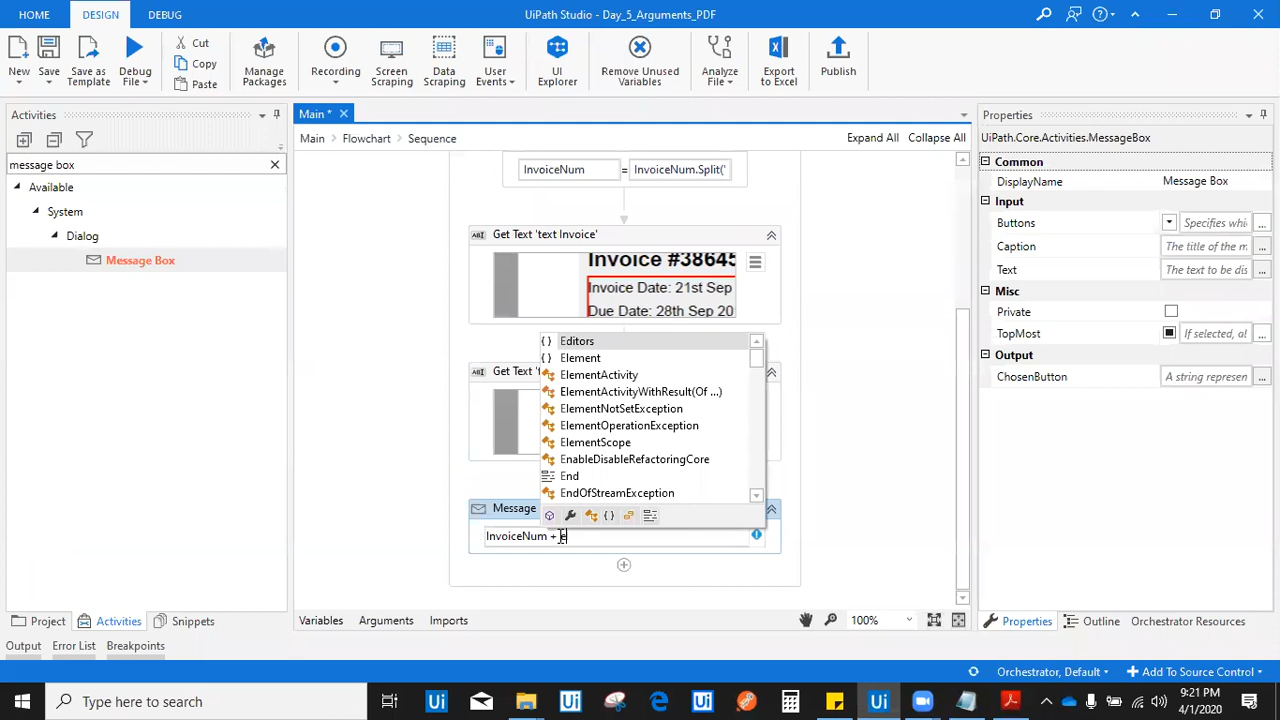 HOME DESIGN DEBUG UiPath Studio - Day_5_Arguments_PDF
New Save Save as Template Debug File Cut Copy Paste Manage Packages Recording Screen Scraping Data Scraping User Events UI Explorer Remove Unused Variables Analyze File Export to Excel Publish
Activities
message box
Available
System
Dialog
Message Box
Main *
Main Flowchart Sequence Expand All Collapse All
InvoiceNum = InvoiceNum.Split("
Get Text 'text Invoice'
Invoice #3864
Invoice Date: 21st Sep
Due Date: 28th Sep 20
Get Text '
Editors
Element
ElementActivity
ElementActivityWithResult(Of ...)
ElementNotSetException
ElementOperationException
ElementScope
EnableDisableRefactoringCore
End
EndOfStreamException
Message
InvoiceNum + e
Properties
UiPath.Core.Activities.MessageBox
Common
DisplayName Message Box
Input
Buttons Specifies whi ...
Caption The title of the m ...
Text The text to be dis ...
Misc
Private
TopMost If selected, al ...
Output
ChosenButton A string represen ...
Project Activities Snippets
Variables Arguments Imports 100%
Properties Outline Orchestrator Resources
Output Error List Breakpoints
Orchestrator, Default Add To Source Control
Type here to search
9:21 PM
4/1/2020